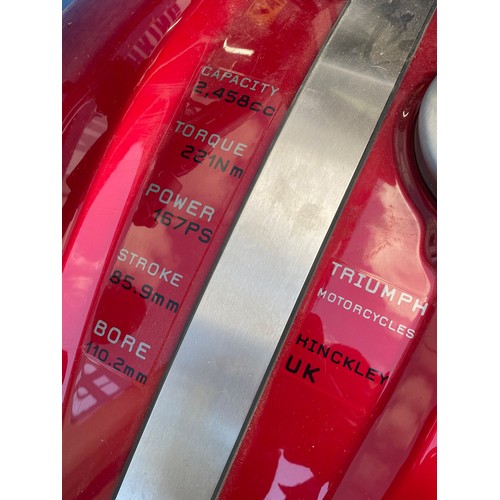 CAPACITY
2,458cc
TORQUE
221Nm
POWER
167PS
STROKE
85.9mm
BORE
110.2mm
TRIUMPH
MOTORCYCLES
HINCKLEY
UK